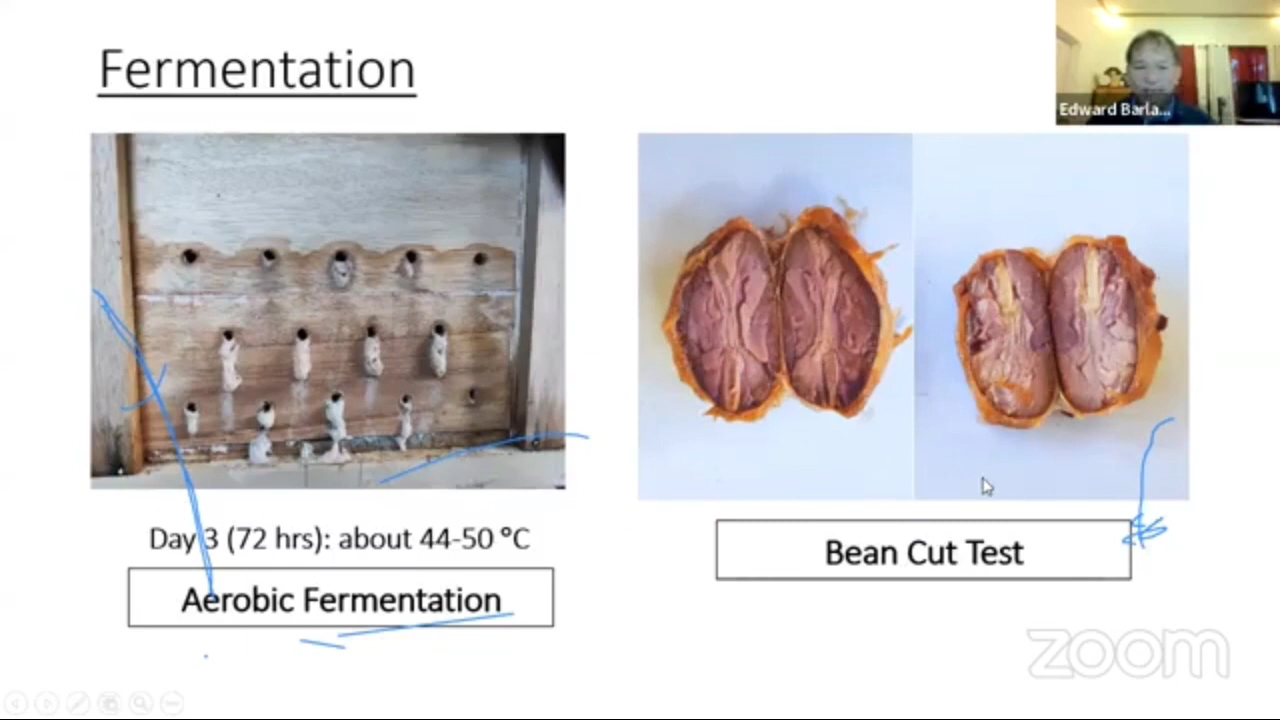 Fermentation
Edward Barla...
Day 3 (72 hrs): about 44-50 °C
Aerobic Fermentation
Bean Cut Test
zoom